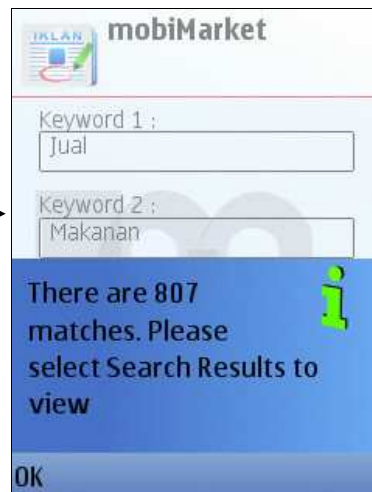 IKLAN
mobiMarket
Keyword 1 :
Jual
Keyword 2 :
Makanan
There are 807
matches. Please
select Search Results to
view
OK